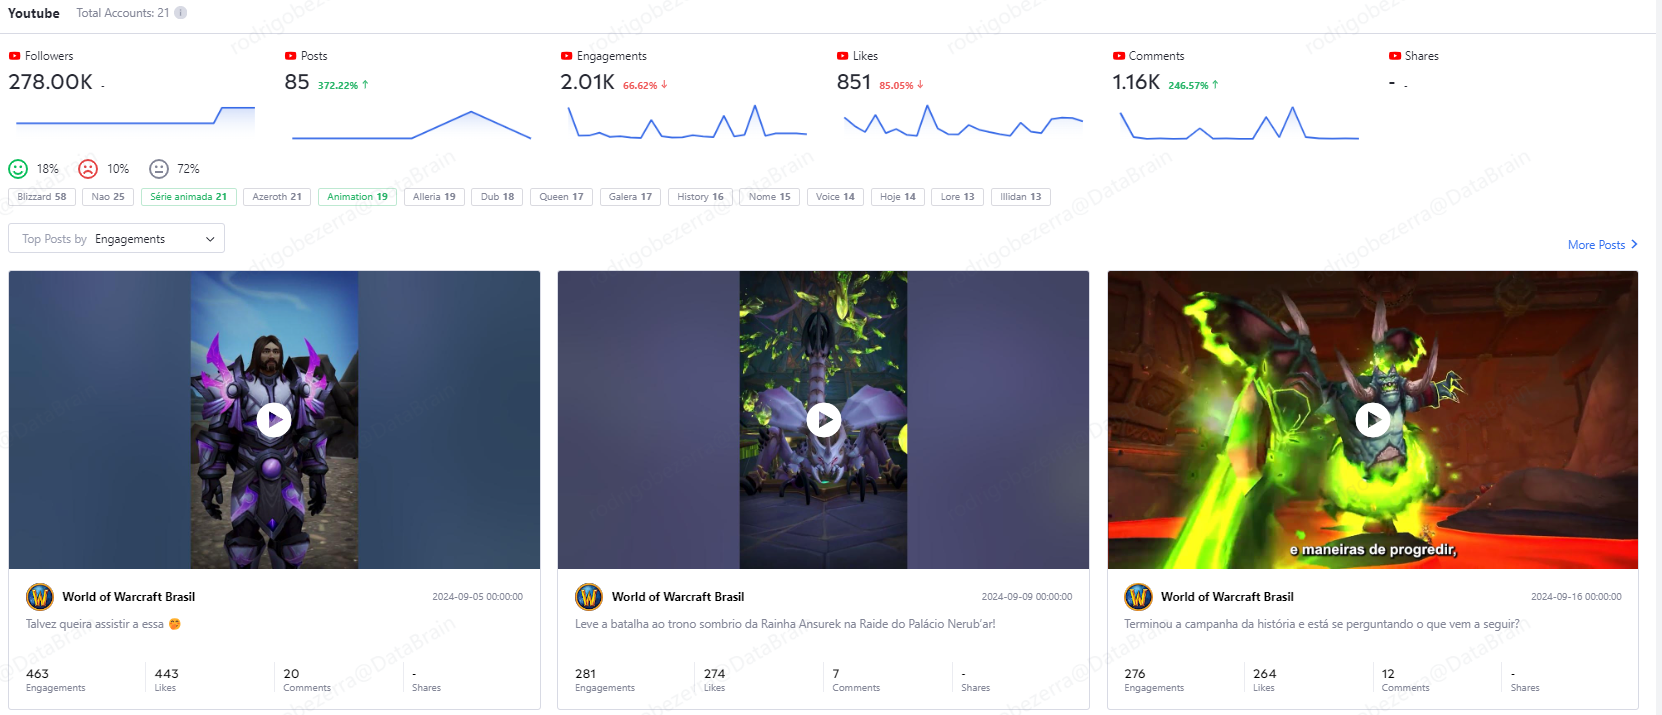 Youtube Total Accounts: 21
Followers Posts Engagements Likes Comments Shares
278.00K - 85 372.22% ↑ 2.01K 66.62% ↓ 851 85.05% ↓ 1.16K 246.57% ↑ - -
18% 10% 72%
Blizzard 58 Nao 25 Série animada 21 Azeroth 21 Animation 19 Alleria 19 Dub 18 Queen 17 Galera 17 History 16 Nome 15 Voice 14 Hoje 14 Lore 13 Illidan 13
Top Posts by Engagements
More Posts
e maneiras de progredir,
World of Warcraft Brasil 2024-09-05 00:00:00
Talvez queira assistir a essa
463 443 20 -
Engagements Likes Comments Shares
World of Warcraft Brasil 2024-09-09 00:00:00
Leve a batalha ao trono sombrio da Rainha Ansurek na Raide do Palácio Nerub'ar!
281 274 7 -
Engagements Likes Comments Shares
World of Warcraft Brasil 2024-09-16 00:00:00
Terminou a campanha da história e está se perguntando o que vem a seguir?
276 264 12 -
Engagements Likes Comments Shares
rodrigobezerra@DataBrain